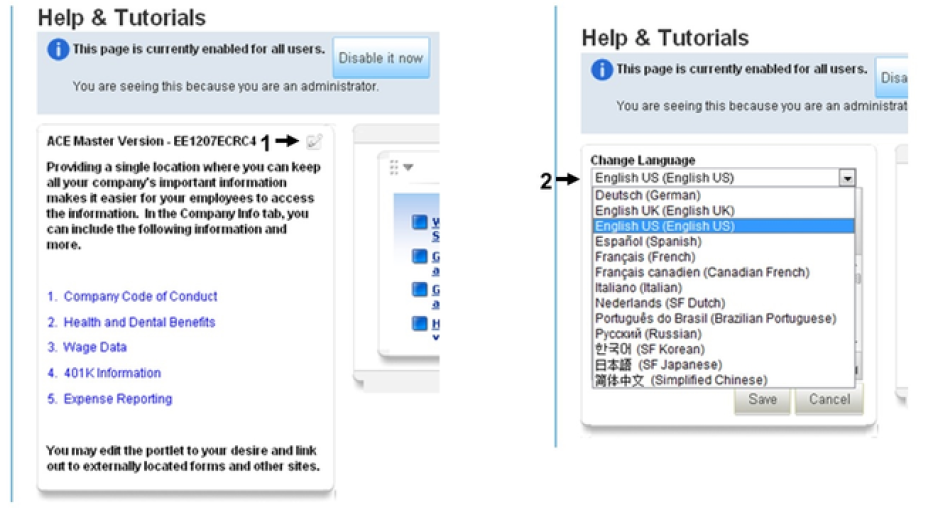 Help & Tutorials
This page is currently enabled for all users.
Disable it now
You are seeing this because you are an administrator.
ACE Master Version - EE1207ECRC4 1
Providing a single location where you can keep
all your company's important information
makes it easier for your employees to access
the information. In the Company Info tab, you
can include the following information and
more.
1. Company Code of Conduct
2. Health and Dental Benefits
3. Wage Data
4. 401K Information
5. Expense Reporting
You may edit the portlet to your desire and link
out to externally located forms and other sites.
Help & Tutorials
This page is currently enabled for all users.
Disa
You are seeing this because you are an administrat
Change Language
2
English US (English US)
Deutsch (German)
English UK (English UK)
English US (English US)
Español (Spanish)
Français (French)
Français canadien (Canadian French)
Italiano (Italian)
Nederlands (SF Dutch)
Português do Brasil (Brazilian Portuguese)
Русский (Russian)
한국어 (SF Korean)
日本語 (SF Japanese)
简体中文 (Simplified Chinese)
Save Cancel